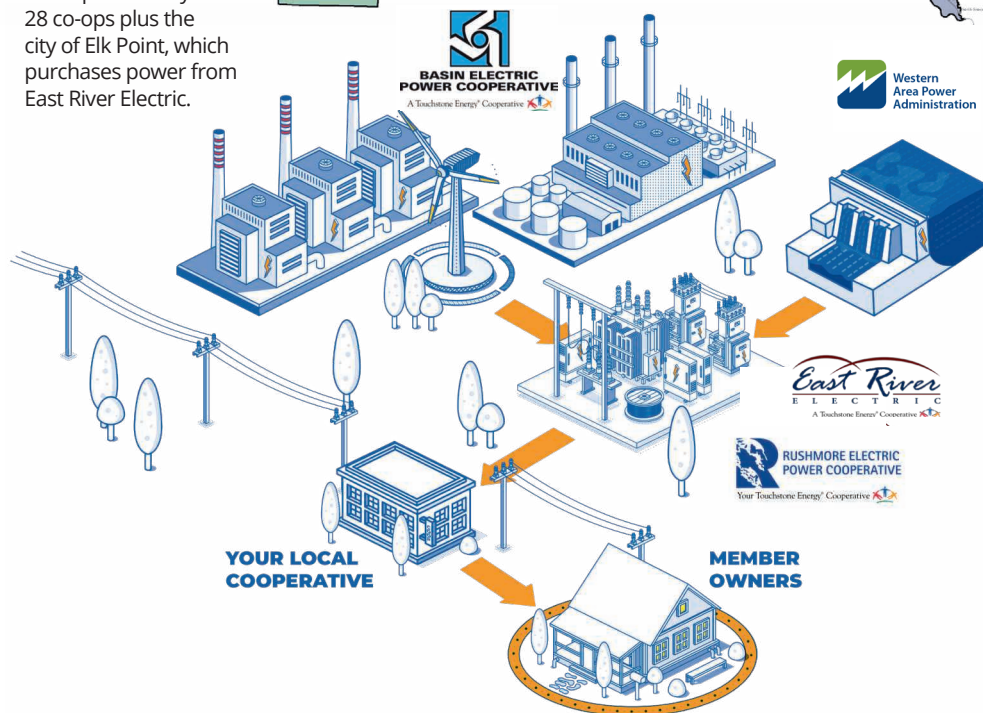 28 co-ops plus the
city of Elk Point, which
purchases power from
East River Electric.
BASIN ELECTRIC
POWER COOPERATIVE
A Touchstone Energy® Cooperative
Western
Area Power
Administration
East River
ELECTRIC
A Touchstone Energy® Cooperative
RUSHMORE ELECTRIC
POWER COOPERATIVE
Your Touchstone Energy® Cooperative
YOUR LOCAL
COOPERATIVE
MEMBER
OWNERS